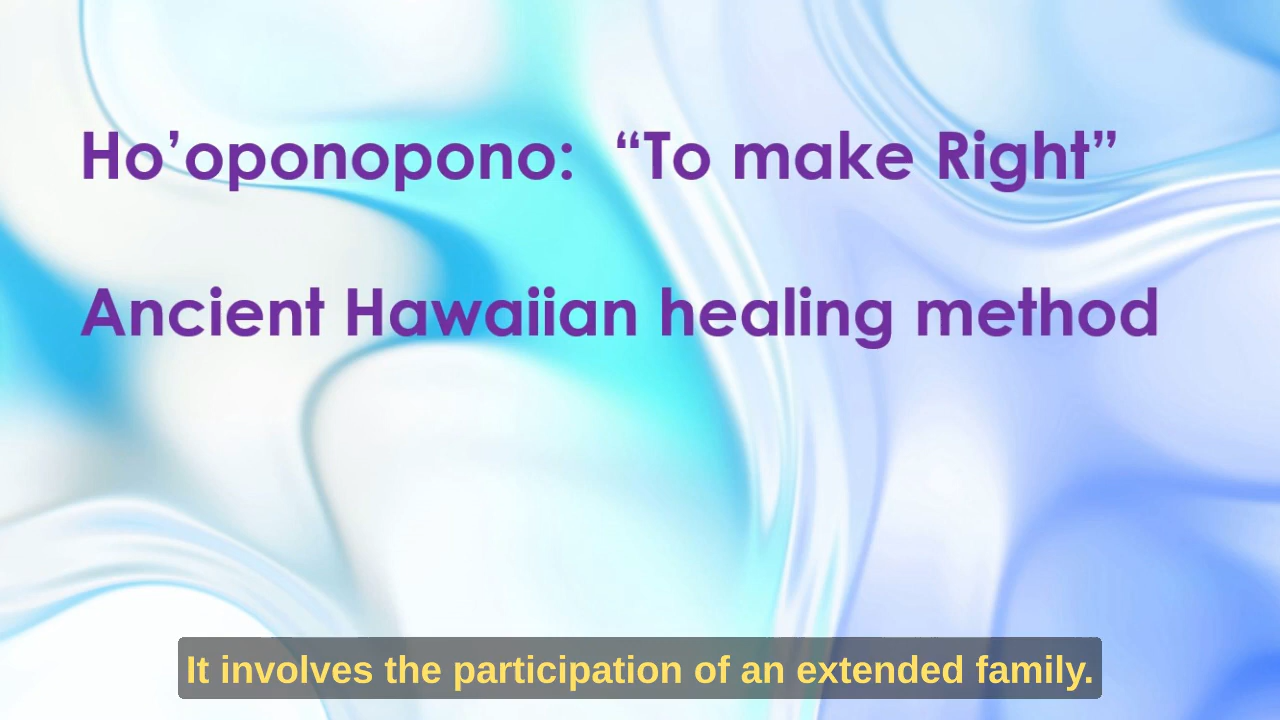 Ho’oponopono:  “To make Right”
Ancient Hawaiian healing method
It involves the participation of an extended family.